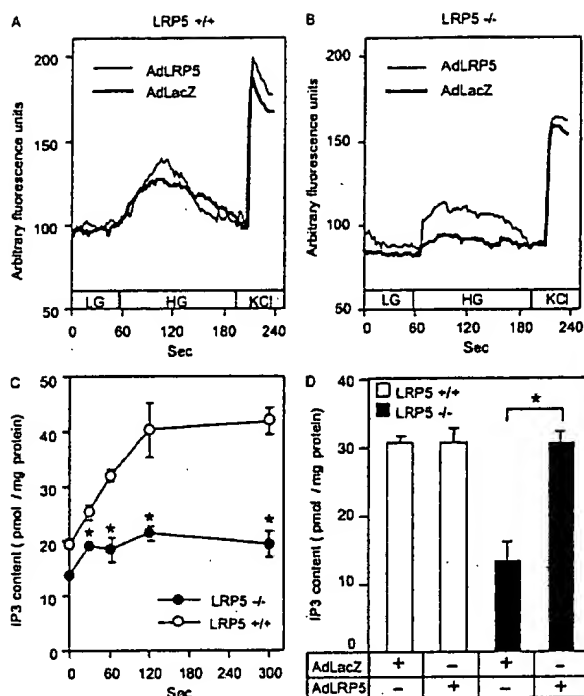 A LRP5 +/+
Arbitrary fluorescence units
200
150
100
50
AdLRP5
AdLacZ
LG HG KCl
0 60 120 180 240
Sec
B LRP5 -/-
Arbitrary fluorescence units
200
150
100
50
AdLRP5
AdLacZ
LG HG KCl
0 60 120 180 240
Sec
C
IP3 content ( pmol / mg protein)
50
40
30
20
10
0
* * * *
LRP5 -/-
LRP5 +/+
0 60 120 180 240 300
Sec
D
IP3 content ( pmol / mg protein)
40
30
20
10
0
LRP5 +/+
LRP5 -/-
*
AdLacZ + - + -
AdLRP5 - + - +